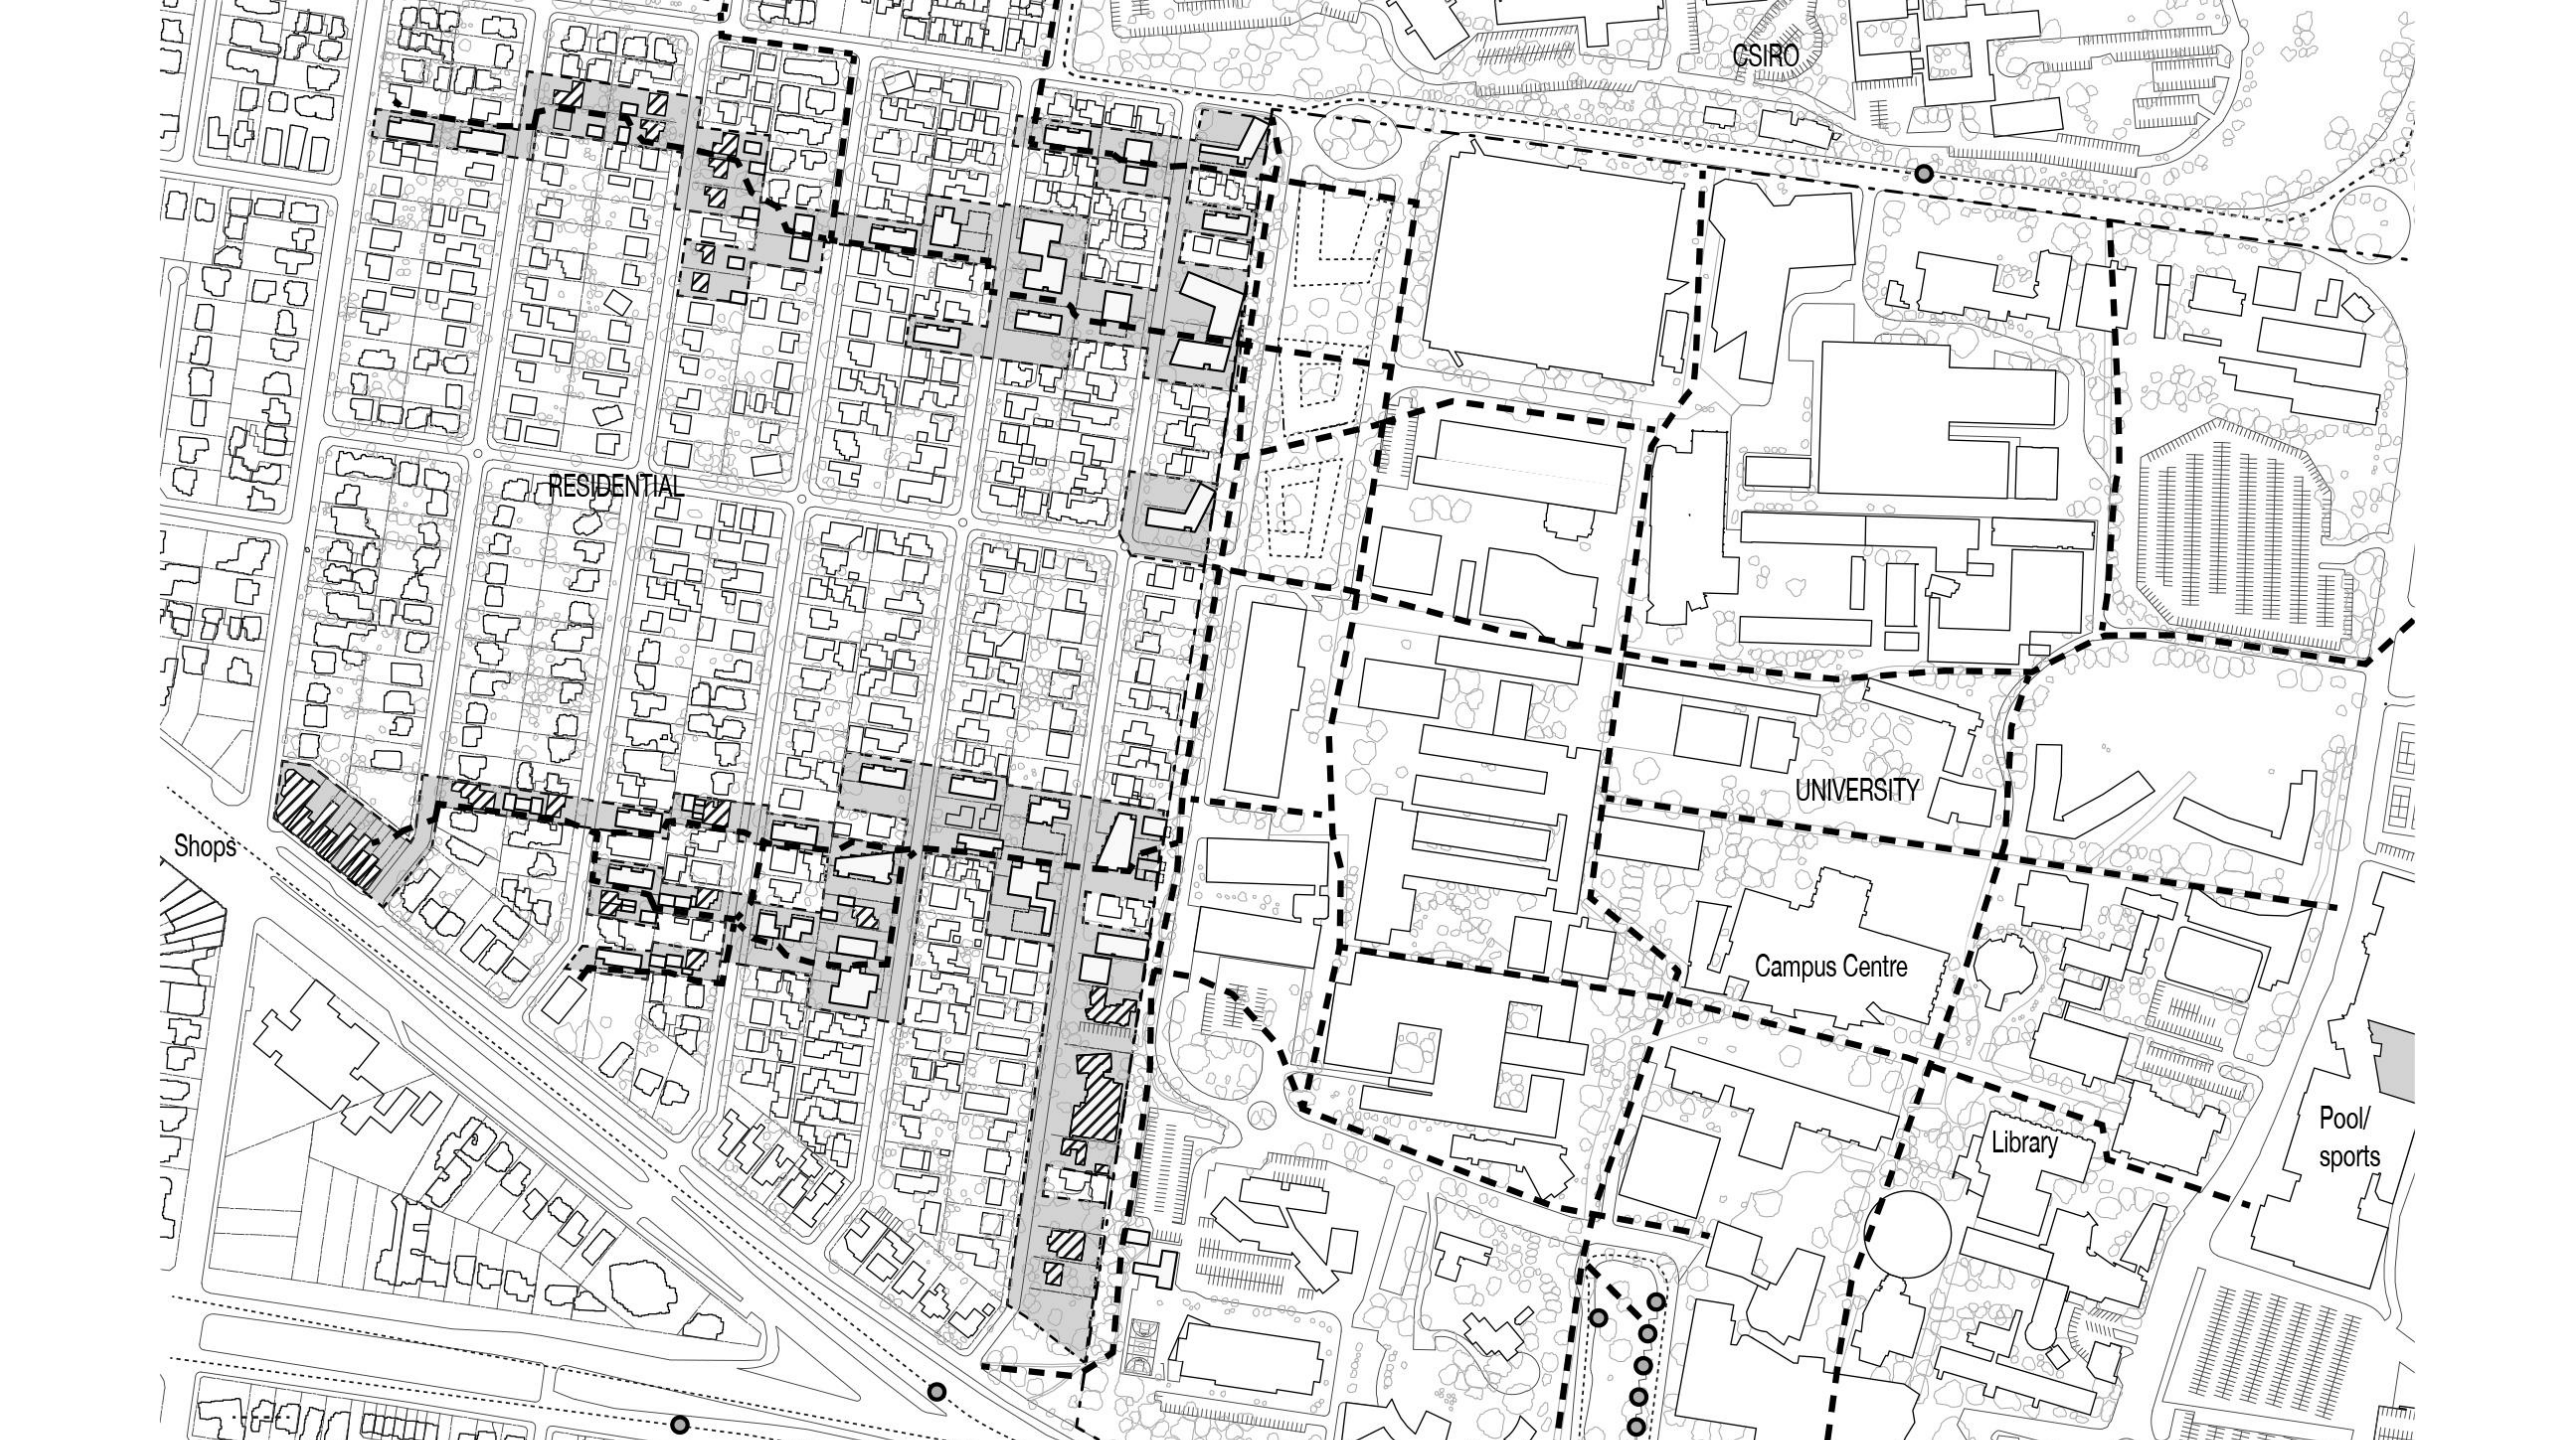 CSIRO
RESIDENTIAL
UNIVERSITY
Shops
Campus Centre
Library
Pool/
sports